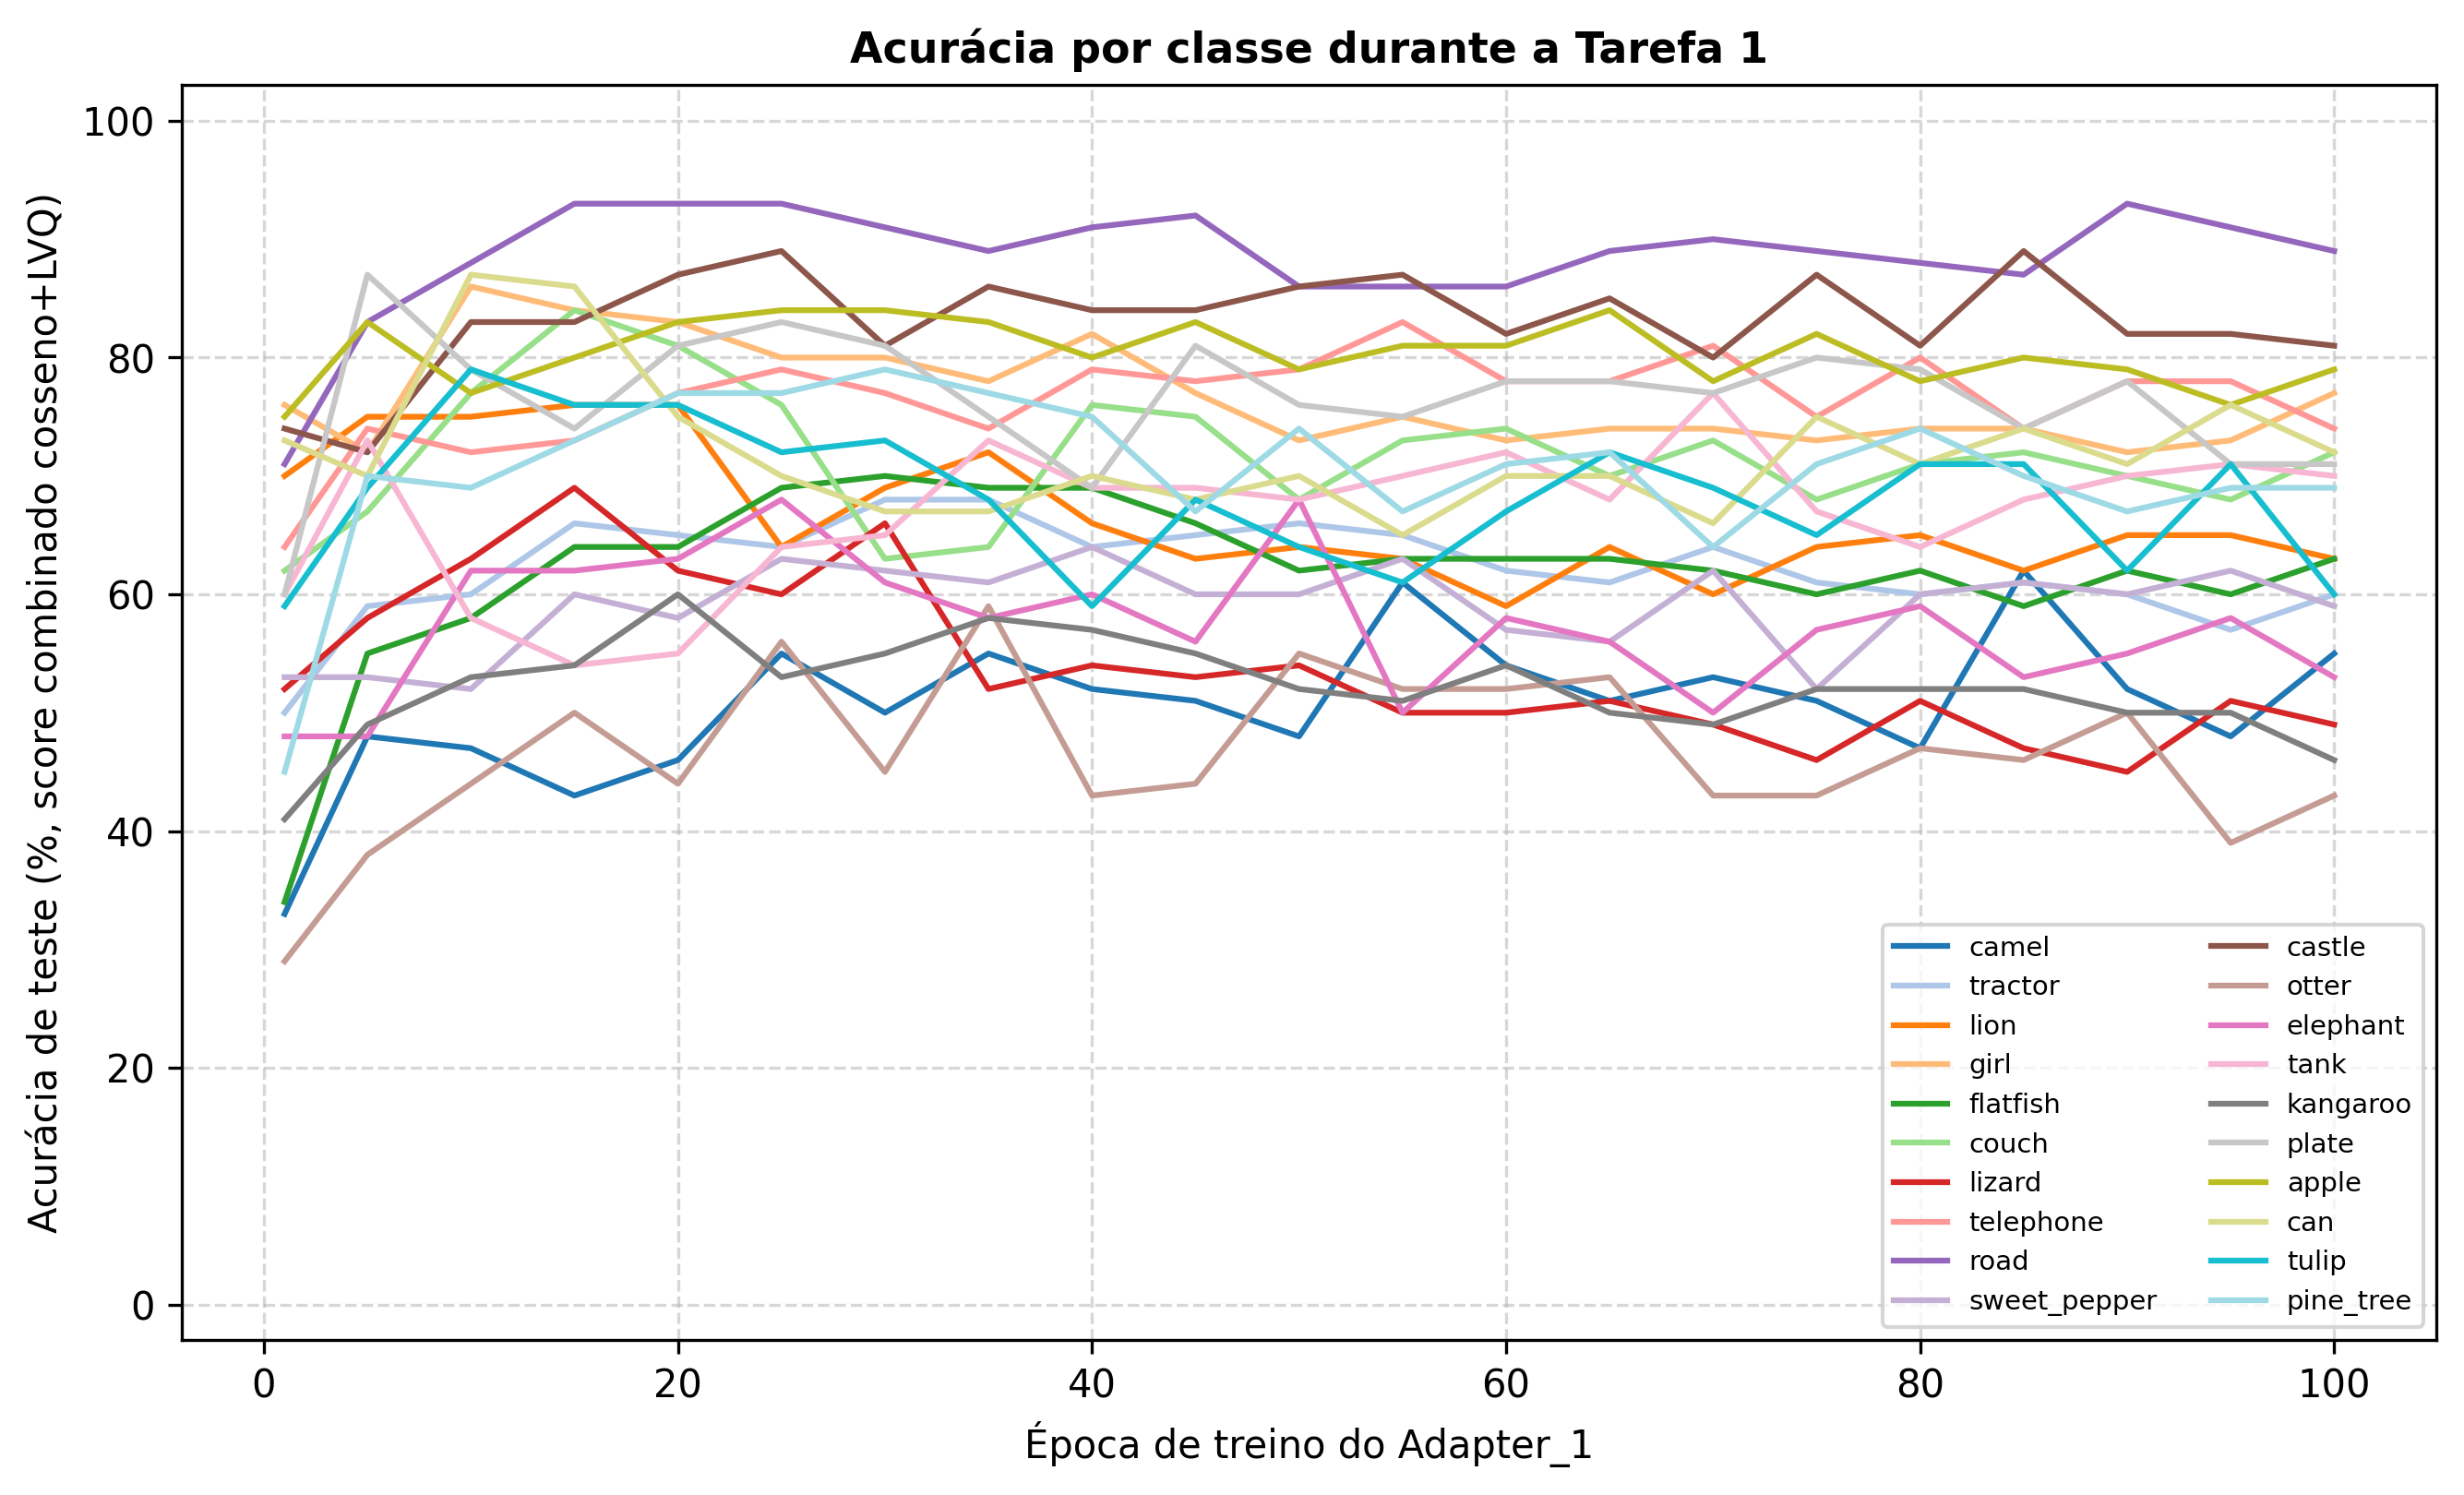 Acurácia por classe durante a Tarefa 1
Acurácia de teste (%, score combinado cosseno+LVQ)
100
80
60
40
20
0
0
20
40
60
80
100
Época de treino do Adapter_1
camel
tractor
lion
girl
flatfish
couch
lizard
telephone
road
sweet_pepper
castle
otter
elephant
tank
kangaroo
plate
apple
can
tulip
pine_tree